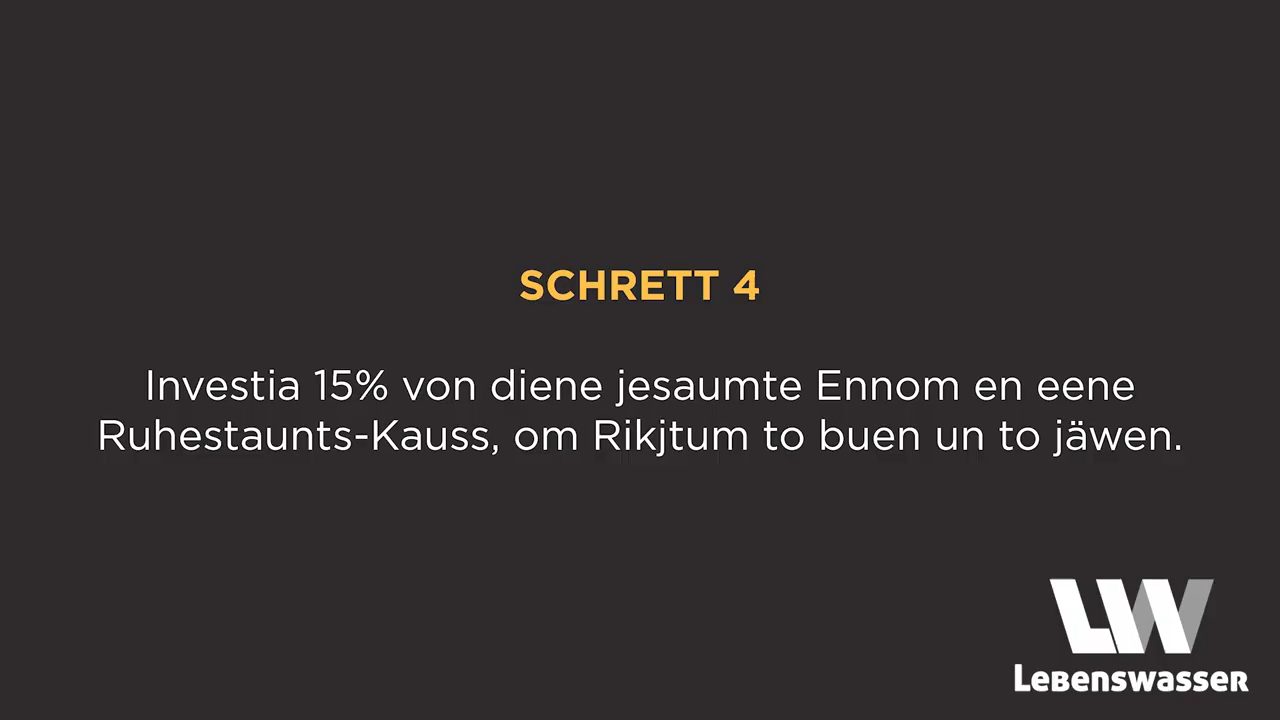 SCHRETT 4
Investia 15% von diene jesaumte Ennom en eene
Ruhestaunts-Kauss, om Rikjtum to buen un to jäwen.
LW
LEBENSWASSER